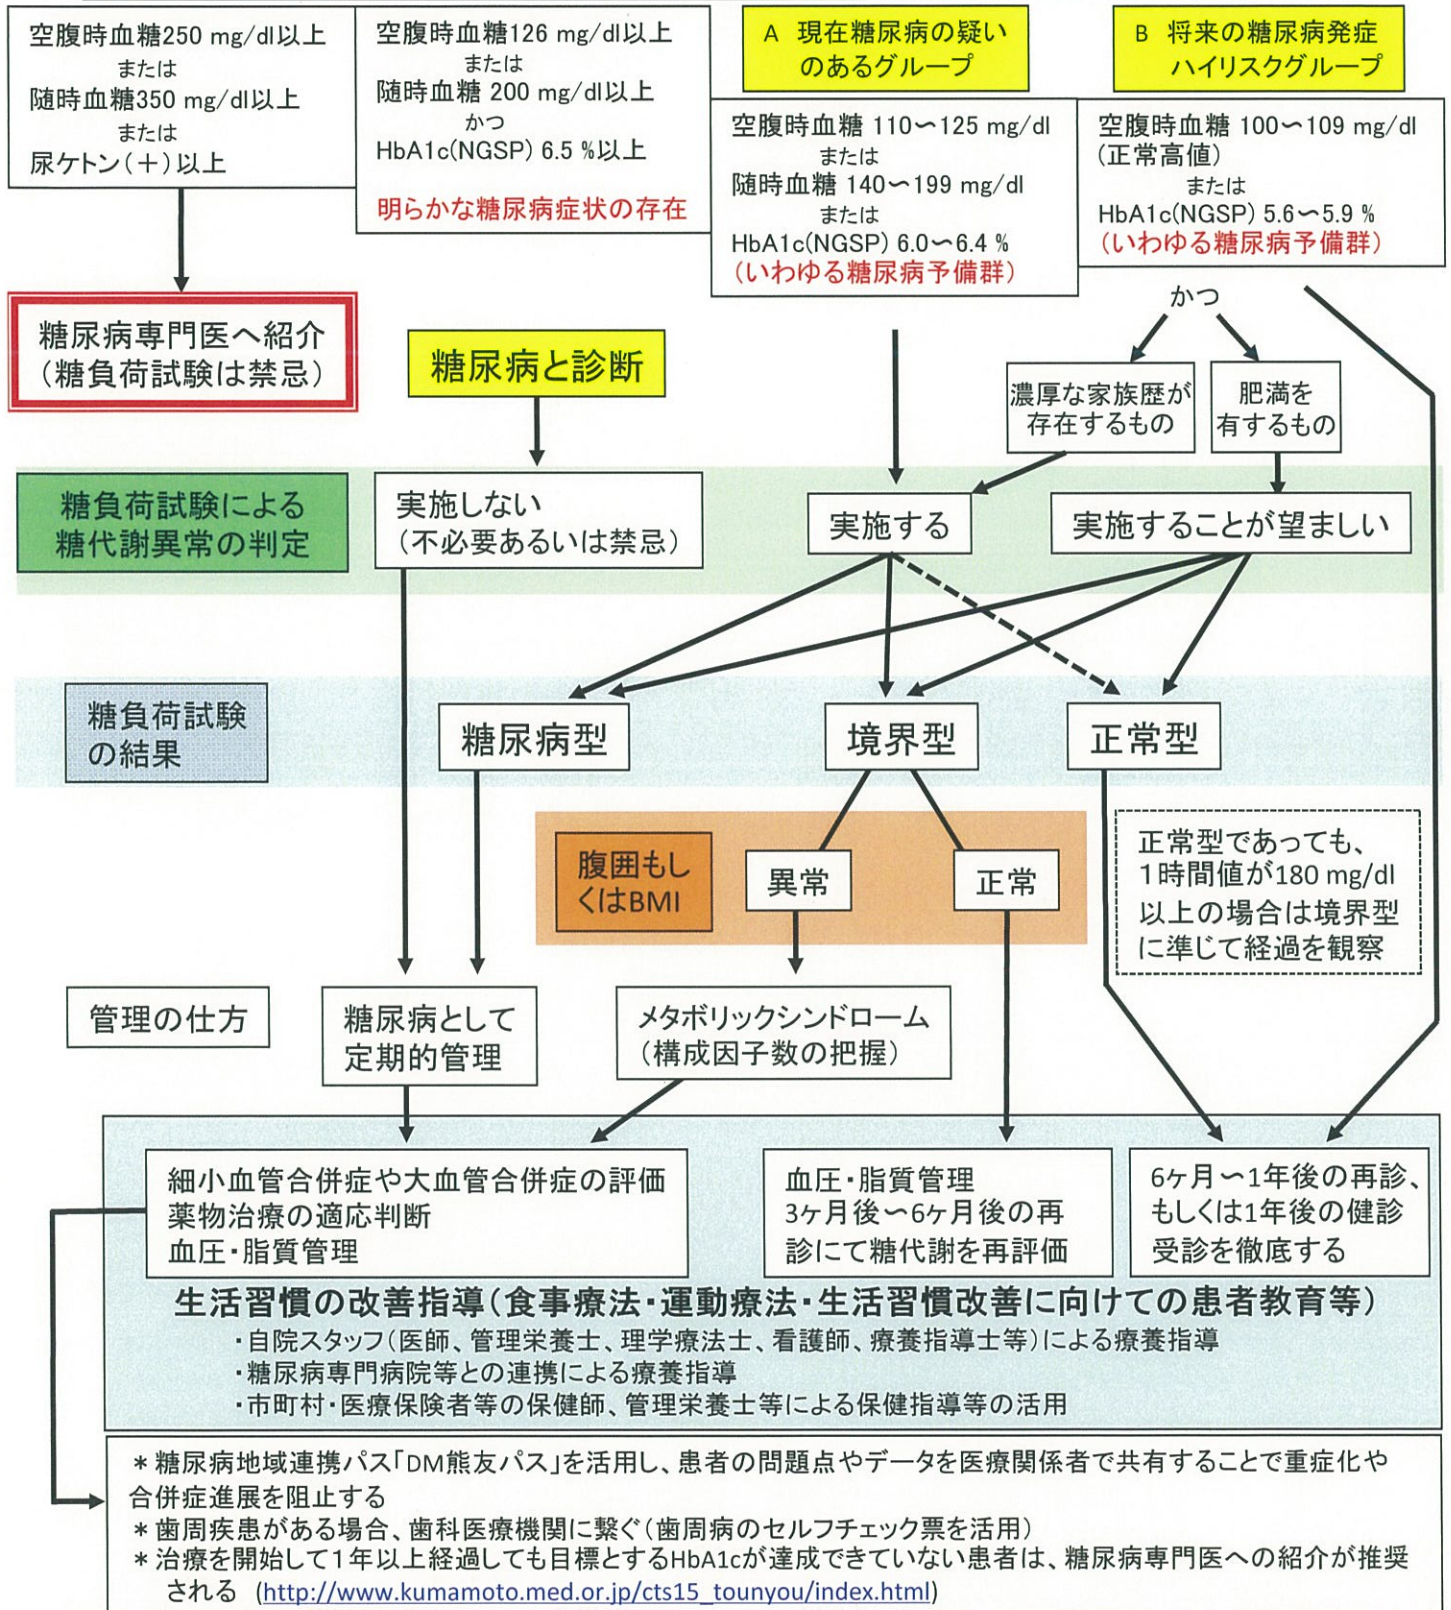 空腹時血糖250 mg/dl以上
または
随時血糖350 mg/dl以上
または
尿ケトン(+)以上
空腹時血糖126 mg/dl以上
または
随時血糖 200 mg/dl以上
かつ
HbA1c(NGSP) 6.5 %以上
明らかな糖尿病症状の存在
A 現在糖尿病の疑い
のあるグループ
空腹時血糖 110〜125 mg/dl
または
随時血糖 140〜199 mg/dl
または
HbA1c(NGSP) 6.0〜6.4 %
(いわゆる糖尿病予備群)
B 将来の糖尿病発症
ハイリスクグループ
空腹時血糖 100〜109 mg/dl
(正常高値)
または
HbA1c(NGSP) 5.6〜5.9 %
(いわゆる糖尿病予備群)
かつ
糖尿病専門医へ紹介
(糖負荷試験は禁忌)
糖尿病と診断
濃厚な家族歴が
存在するもの
肥満を
有するもの
糖負荷試験による
糖代謝異常の判定
実施しない
(不必要あるいは禁忌)
実施する
実施することが望ましい
糖負荷試験
の結果
糖尿病型
境界型
正常型
腹囲もし
くはBMI
異常
正常
正常型であっても、
1時間値が180 mg/dl
以上の場合は境界型
に準じて経過を観察
管理の仕方
糖尿病として
定期的管理
メタボリックシンドローム
(構成因子数の把握)
細小血管合併症や大血管合併症の評価
薬物治療の適応判断
血圧・脂質管理
血圧・脂質管理
3ヶ月後〜6ヶ月後の再
診にて糖代謝を再評価
6ヶ月〜1年後の再診、
もしくは1年後の健診
受診を徹底する
生活習慣の改善指導(食事療法・運動療法・生活習慣改善に向けての患者教育等)
・自院スタッフ(医師、管理栄養士、理学療法士、看護師、療養指導士等)による療養指導
・糖尿病専門病院等との連携による療養指導
・市町村・医療保険者等の保健師、管理栄養士等による保健指導等の活用
*糖尿病地域連携パス「DM熊友パス」を活用し、患者の問題点やデータを医療関係者で共有することで重症化や
合併症進展を阻止する
*歯周疾患がある場合、歯科医療機関に繋ぐ(歯周病のセルフチェック票を活用)
*治療を開始して1年以上経過しても目標とするHbA1cが達成できていない患者は、糖尿病専門医への紹介が推奨
される (http://www.kumamoto.med.or.jp/cts15_tounyou/index.html)